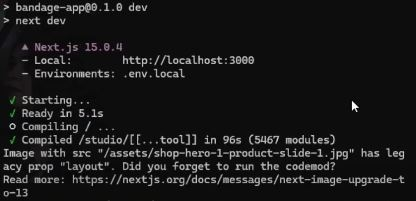 > bandage-app@0.1.0 dev
> next dev
▲ Next.js 15.0.4
- Local: http://localhost:3000
- Environments: .env.local
✓ Starting...
✓ Ready in 5.1s
○ Compiling / ...
✓ Compiled /studio/[[...tool]] in 96s (5467 modules)
Image with src "/assets/shop-hero-1-product-slide-1.jpg" has leg
acy prop "layout". Did you forget to run the codemod?
Read more: https://nextjs.org/docs/messages/next-image-upgrade-t
o-13